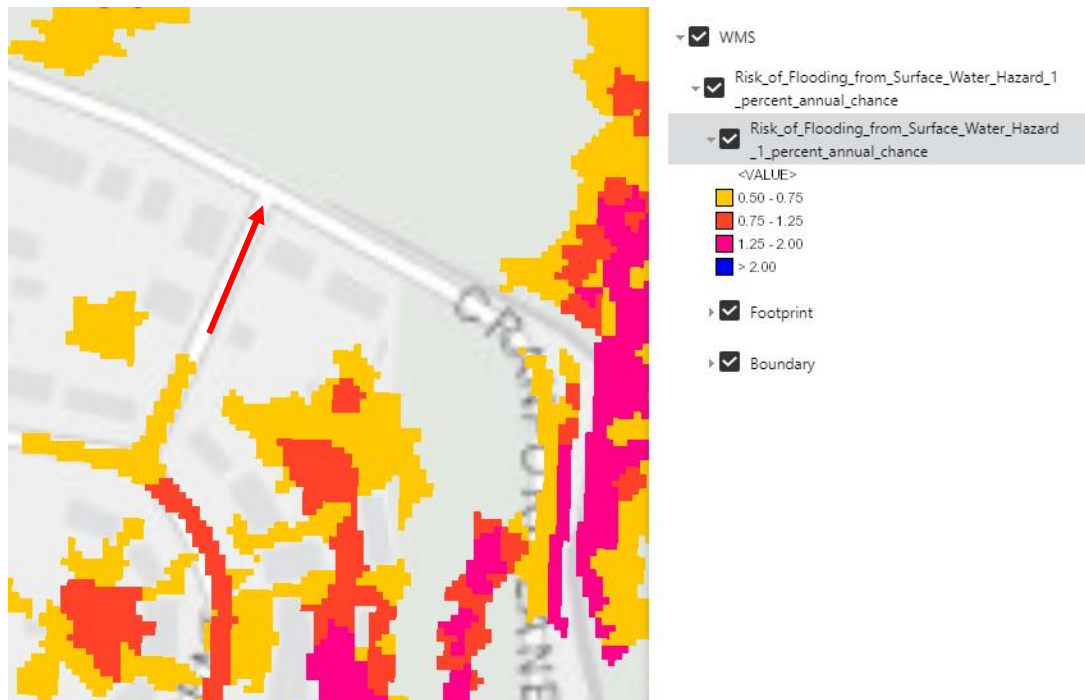 WMS
Risk_of_Flooding_from_Surface_Water_Hazard_1
_percent_annual_chance
Risk_of_Flooding_from_Surface_Water_Hazard
_1_percent_annual_chance
<VALUE>
0.50 - 0.75
0.75 - 1.25
1.25 - 2.00
> 2.00
Footprint
Boundary